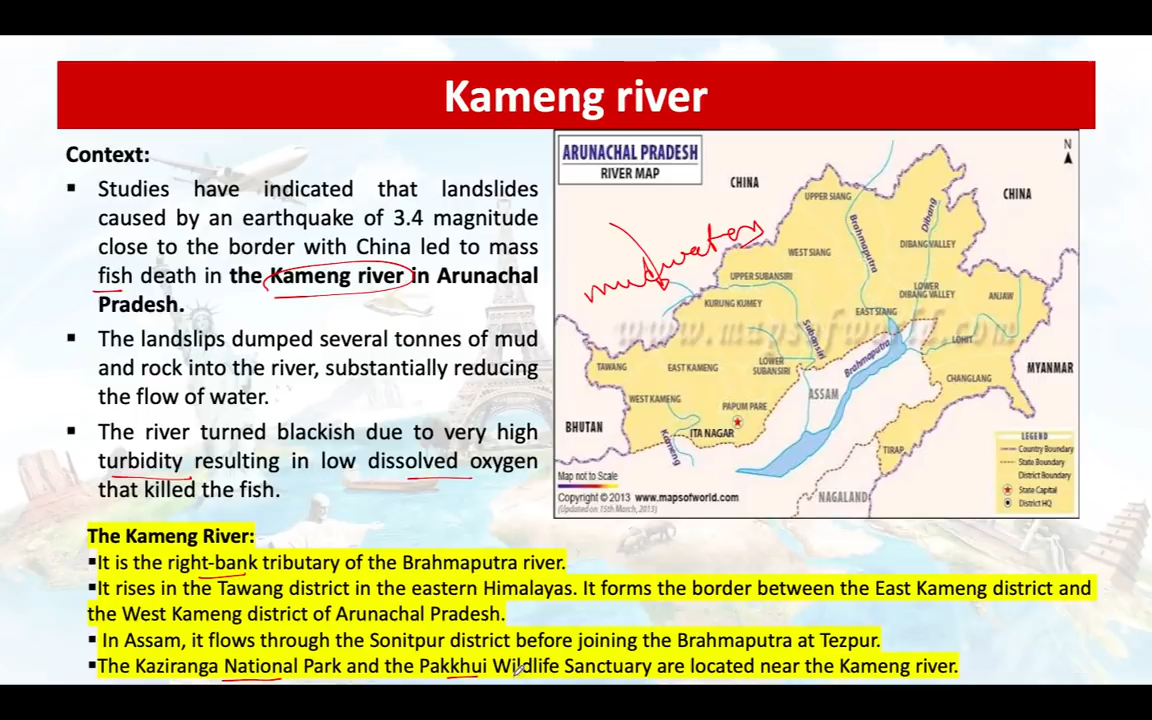 Kameng river
Context:
▪ Studies have indicated that landslides
caused by an earthquake of 3.4 magnitude
close to the border with China led to mass
fish death in the Kameng river in Arunachal
Pradesh.
▪ The landslips dumped several tonnes of mud
and rock into the river, substantially reducing
the flow of water.
▪ The river turned blackish due to very high
turbidity resulting in low dissolved oxygen
that killed the fish.
ARUNACHAL PRADESH
RIVER MAP
N
CHINA
CHINA
UPPER SIANG
Brahmaputra
Dibang
DIBANG VALLEY
WEST SIANG
mudwater
UPPER SUBANSIRI
LOWER
DIBANG VALLEY
ANJAW
KURUNG KUMEY
EAST SIANG
www.mapsofworld.com
Subansiri
LOHIT
Brahmaputra
TAWANG
EAST KAMENG
LOWER
SUBANSIRI
CHANGLANG
MYANMAR
ASSAM
WEST KAMENG
PAPUM PARE
BHUTAN
ITA NAGAR
Kameng
TIRAP
NAGALAND
LEGEND
Country Boundary
State Boundary
District Boundary
State Capital
District HQ
Map not to Scale
Copyright © 2013 www.mapsofworld.com
(Updated on 15th March, 2013)
The Kameng River:
▪It is the right-bank tributary of the Brahmaputra river.
▪It rises in the Tawang district in the eastern Himalayas. It forms the border between the East Kameng district and
the West Kameng district of Arunachal Pradesh.
▪ In Assam, it flows through the Sonitpur district before joining the Brahmaputra at Tezpur.
▪The Kaziranga National Park and the Pakkhui Wildlife Sanctuary are located near the Kameng river.